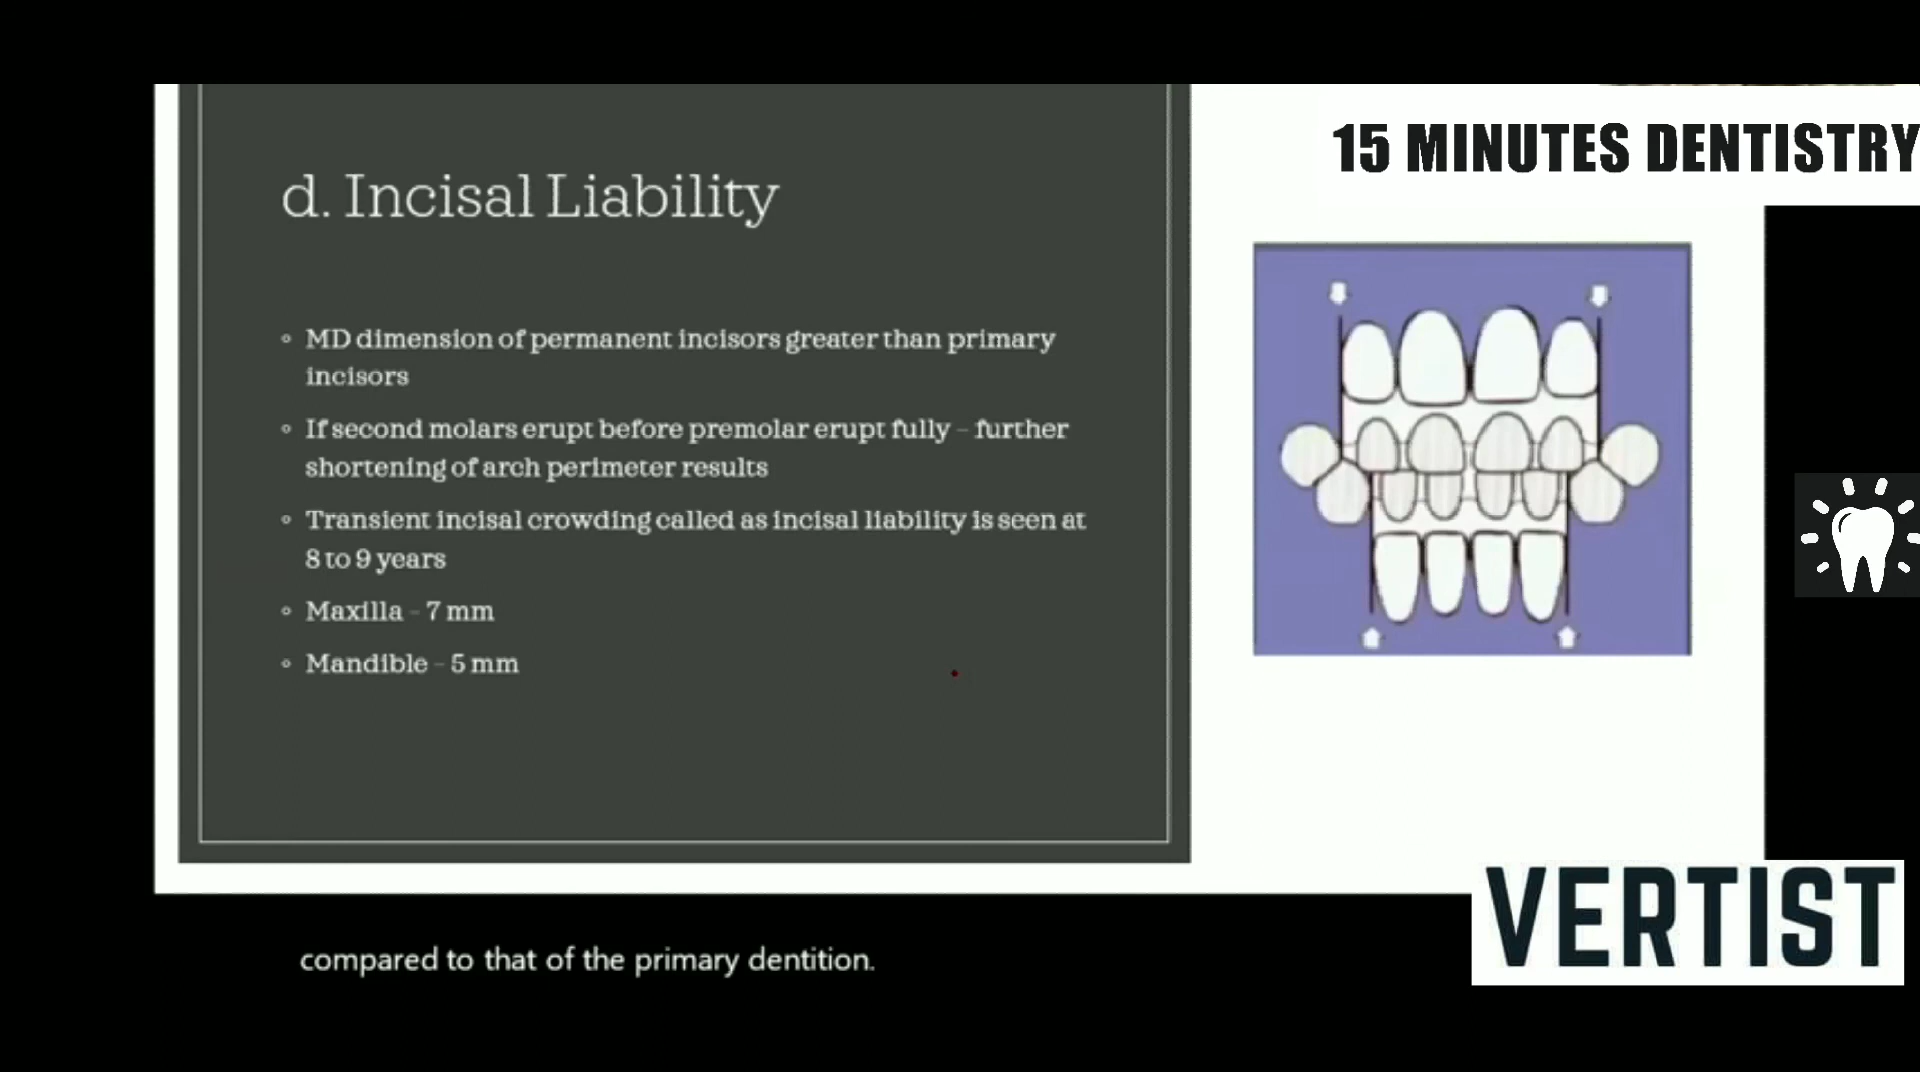 15 MINUTES DENTISTRY
d. Incisal Liability
◦ MD dimension of permanent incisors greater than primary
incisors
◦ If second molars erupt before premolar erupt fully – further
shortening of arch perimeter results
◦ Transient incisal crowding called as incisal liability is seen at
8 to 9 years
◦ Maxilla – 7 mm
◦ Mandible – 5 mm
VERTIST
compared to that of the primary dentition.